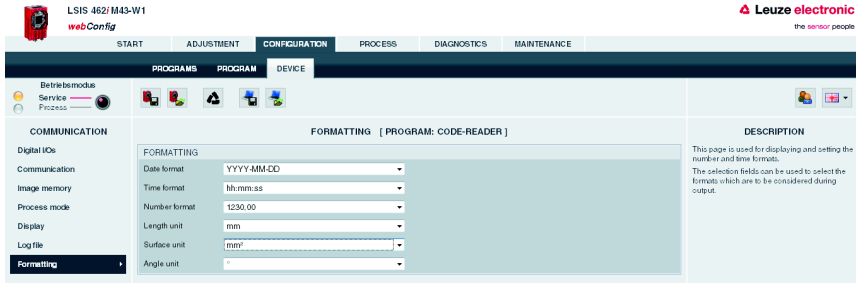 LSIS 462i M43-W1
webConfig
Leuze electronic
the sensor people
START ADJUSTMENT CONFIGURATION PROCESS DIAGNOSTICS MAINTENANCE
PROGRAMS PROGRAM DEVICE
Betriebsmodus
Service
Prozess
COMMUNICATION
Digital I/Os
Communication
Image memory
Process mode
Display
Log file
Formatting
FORMATTING [ PROGRAM: CODE-READER ]
FORMATTING
Date format YYYY-MM-DD
Time format hh:mm:ss
Number format 1230,00
Length unit mm
Surface unit mm²
Angle unit °
DESCRIPTION
This page is used for displaying and setting the
number and time formats.
The selection fields can be used to select the
formats which are to be considered during
output.